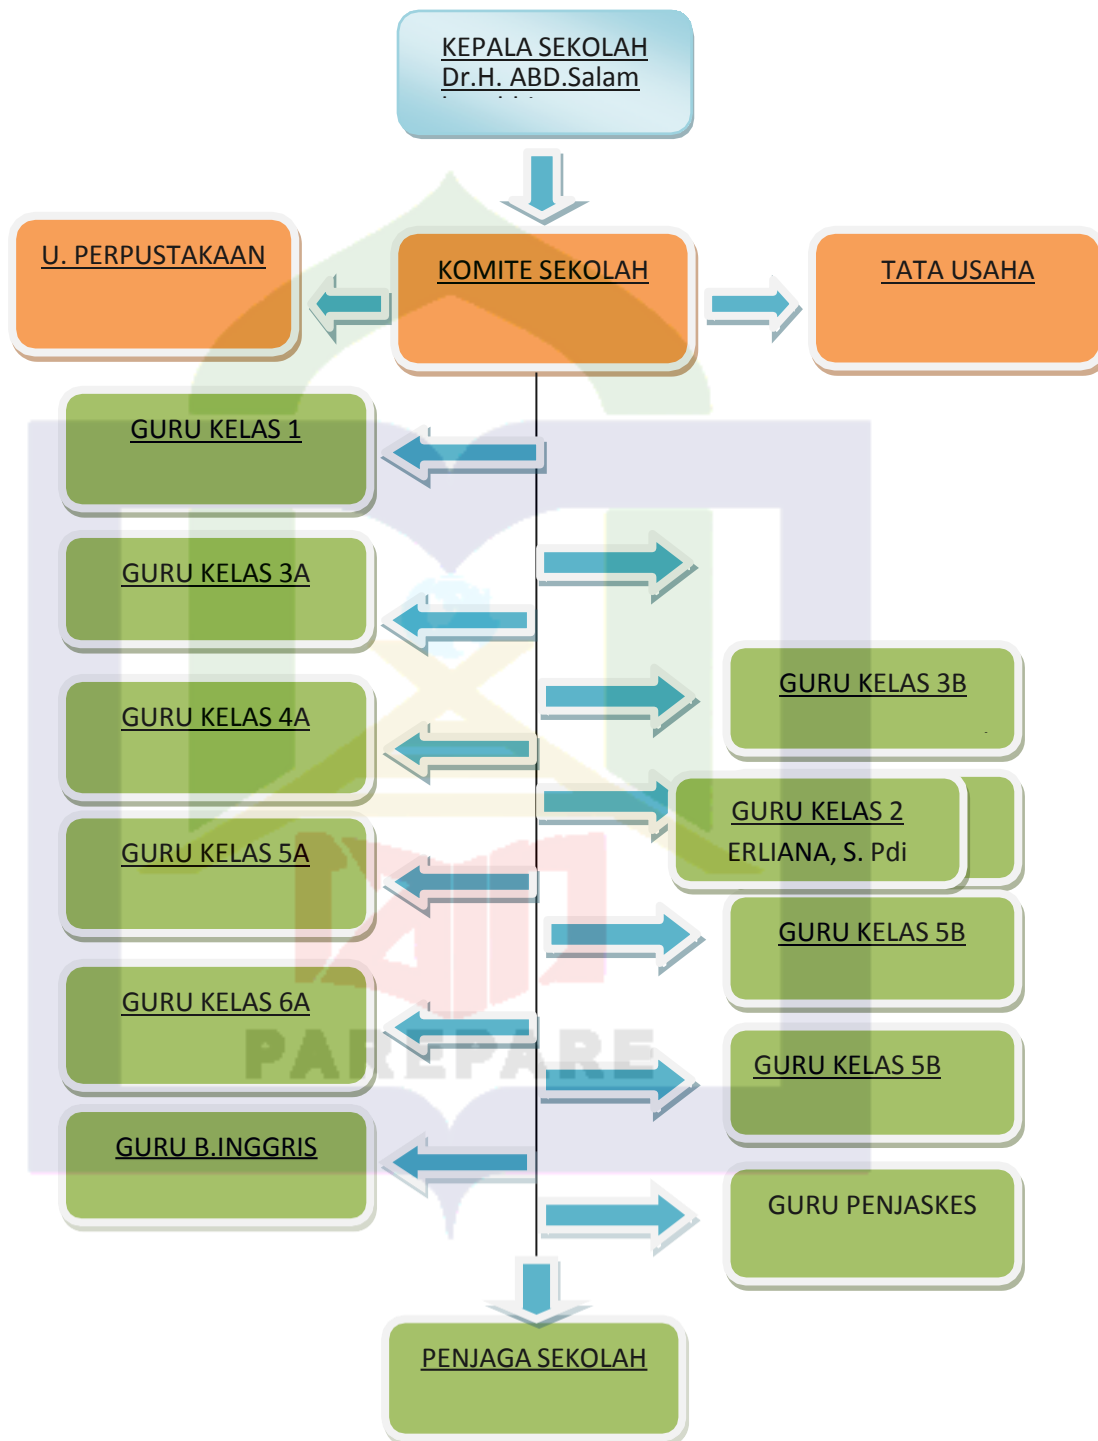 KEPALA SEKOLAH
Dr.H. ABD.Salam
U. PERPUSTAKAAN
KOMITE SEKOLAH
TATA USAHA
GURU KELAS 1
GURU KELAS 3A
GURU KELAS 3B
GURU KELAS 4A
GURU KELAS 2
ERLIANA, S. Pdi
GURU KELAS 5A
GURU KELAS 5B
GURU KELAS 6A
PAREPARE
GURU KELAS 5B
GURU B.INGGRIS
GURU PENJASKES
PENJAGA SEKOLAH